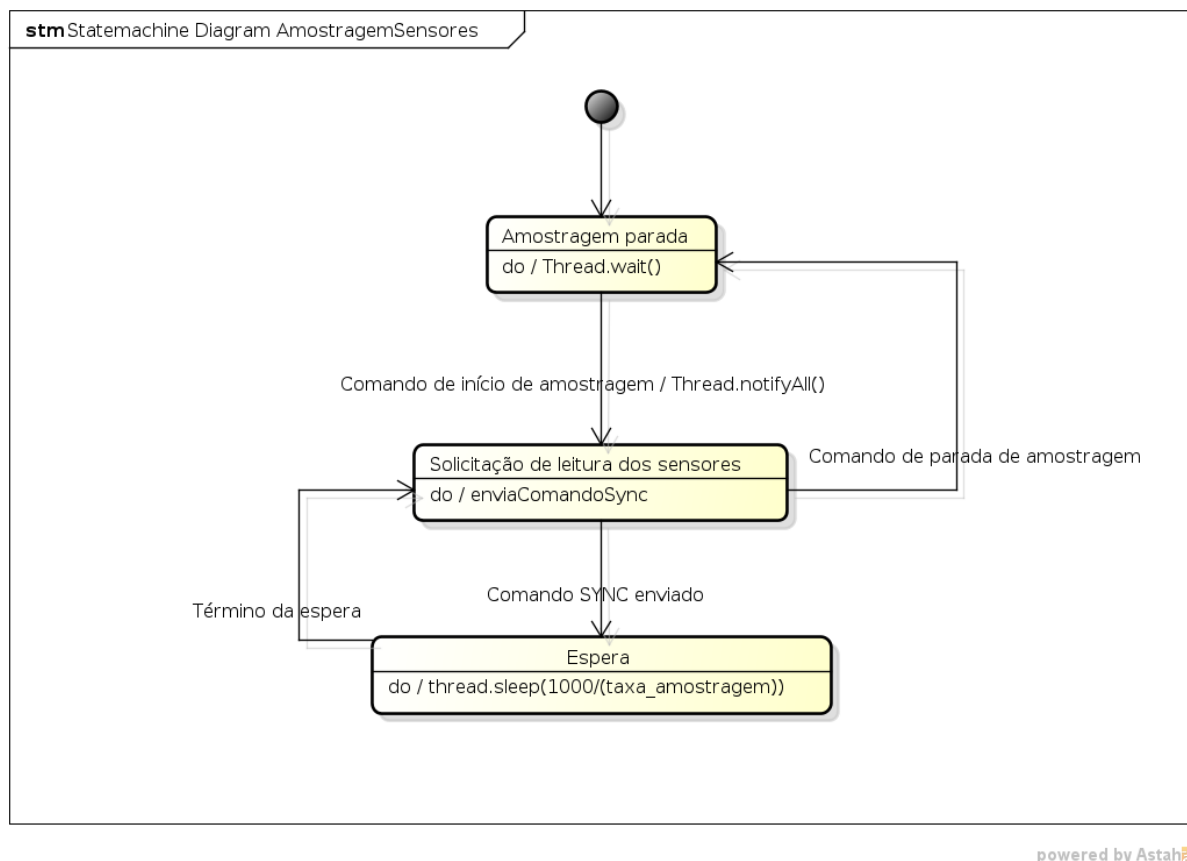 stm Statemachine Diagram AmostragemSensores
Amostragem parada
do / Thread.wait()
Comando de início de amostragem / Thread.notifyAll()
Solicitação de leitura dos sensores
do / enviaComandoSync
Comando de parada de amostragem
Comando SYNC enviado
Término da espera
Espera
do / thread.sleep(1000/(taxa_amostragem))
powered by Astah